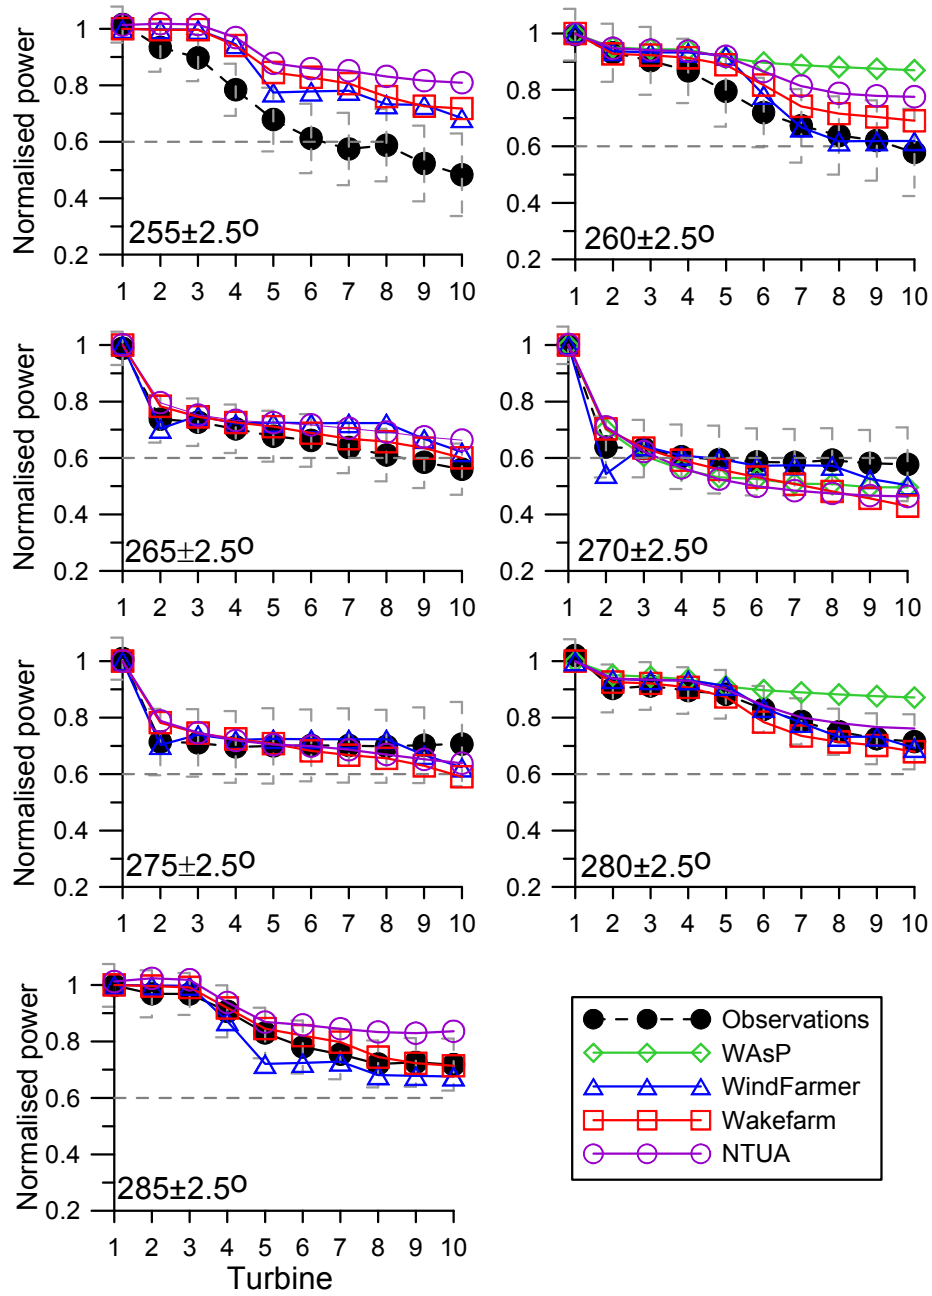 Normalised power
1
0.8
0.6
0.4
0.2
255±2.5º
1 2 3 4 5 6 7 8 9 10
1
0.8
0.6
0.4
0.2
260±2.5º
1 2 3 4 5 6 7 8 9 10
Normalised power
1
0.8
0.6
0.4
0.2
265±2.5º
1 2 3 4 5 6 7 8 9 10
1
0.8
0.6
0.4
0.2
270±2.5º
1 2 3 4 5 6 7 8 9 10
Normalised power
1
0.8
0.6
0.4
0.2
275±2.5º
1 2 3 4 5 6 7 8 9 10
1
0.8
0.6
0.4
0.2
280±2.5º
1 2 3 4 5 6 7 8 9 10
Normalised power
1
0.8
0.6
0.4
0.2
285±2.5º
1 2 3 4 5 6 7 8 9 10
Turbine
Observations
WAsP
WindFarmer
Wakefarm
NTUA